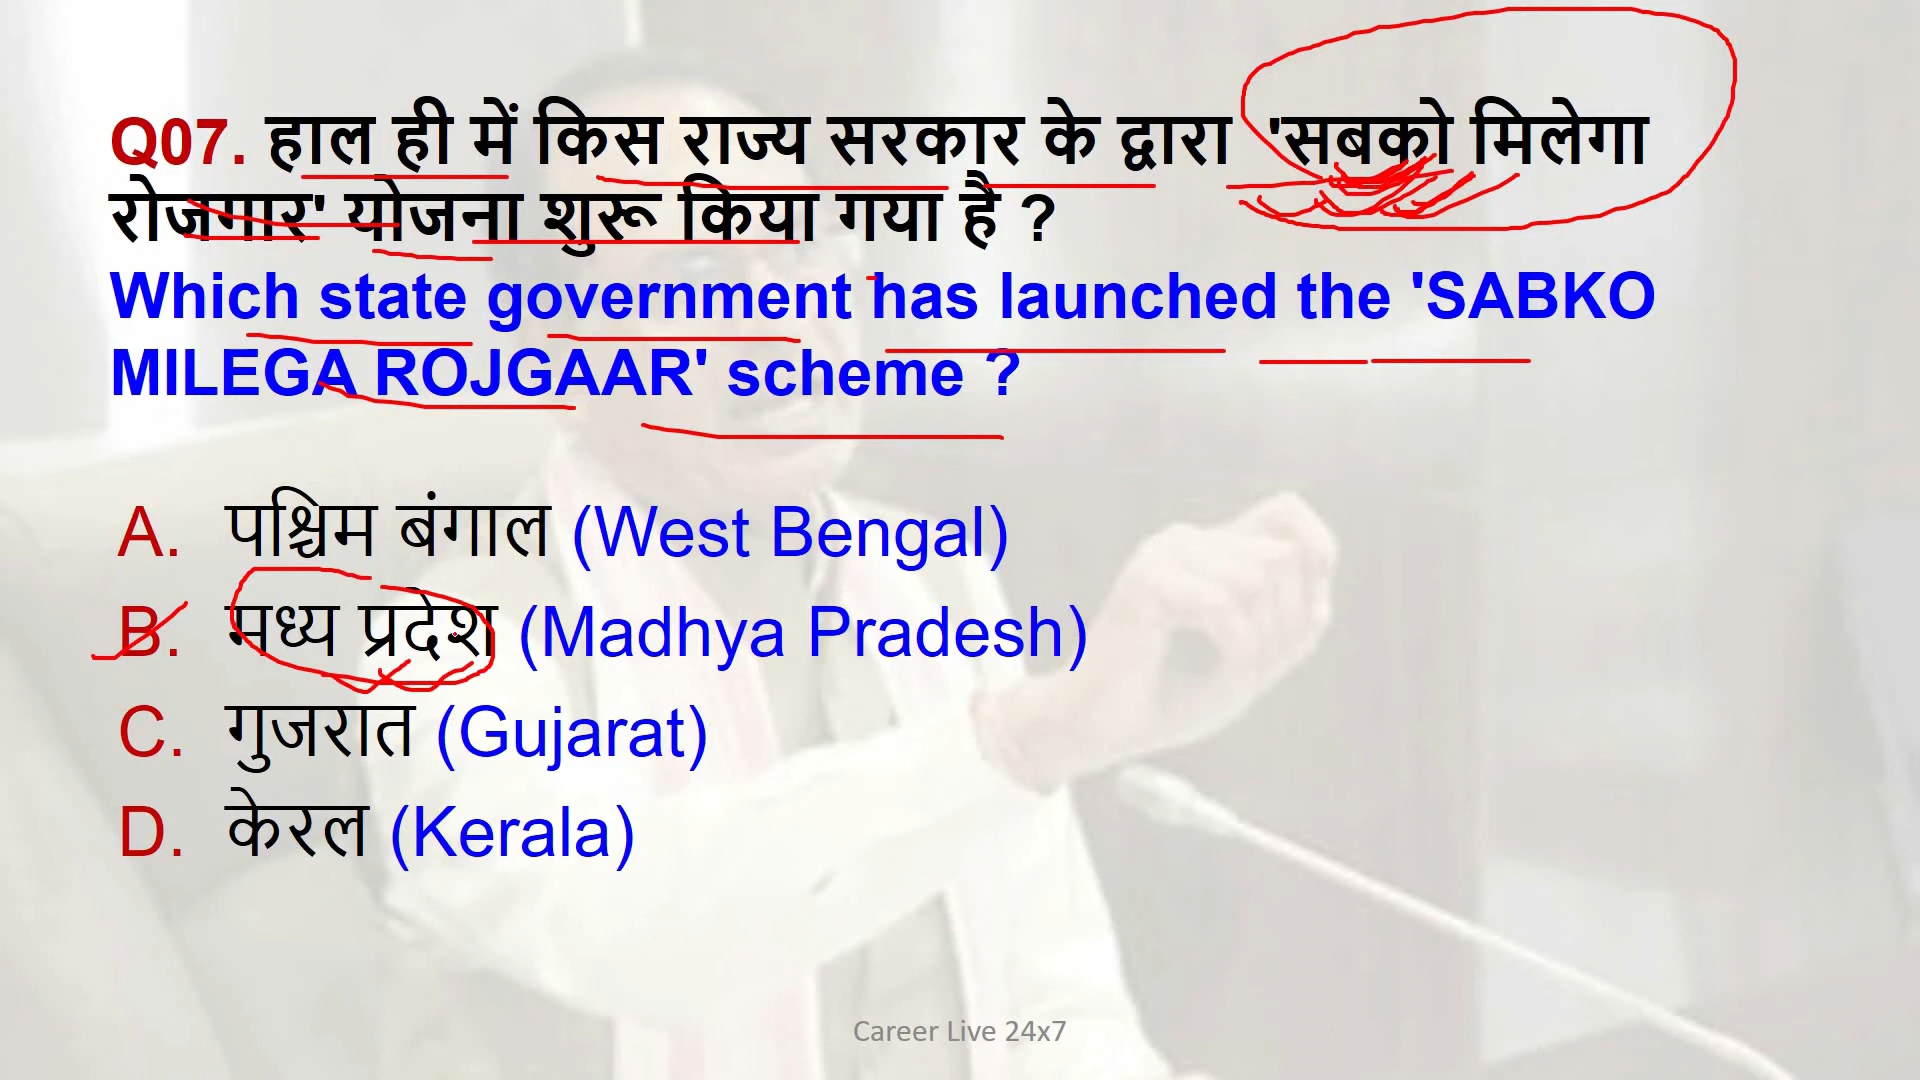 Q07. हाल ही में किस राज्य सरकार के द्वारा 'सबको मिलेगा
रोजगार' योजना शुरू किया गया है ?
Which state government has launched the 'SABKO
MILEGA ROJGAAR' scheme ?
A. पश्चिम बंगाल (West Bengal)
B. मध्य प्रदेश (Madhya Pradesh)
C. गुजरात (Gujarat)
D. केरल (Kerala)
Career Live 24x7